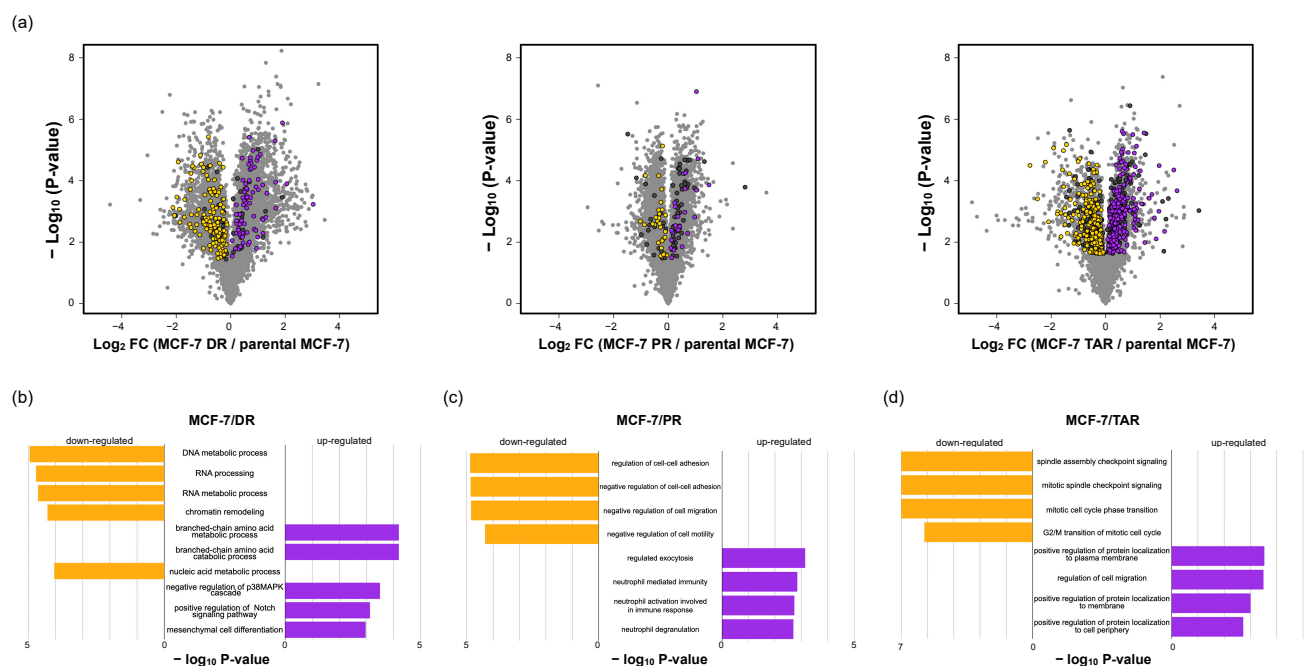 (a)
8
6
4
2
0
− Log₁₀ (P-value)
−4
−2
0
2
4
Log₂ FC (MCF-7 DR / parental MCF-7)
8
6
4
2
0
− Log₁₀ (P-value)
−4
−2
0
2
4
Log₂ FC (MCF-7 PR / parental MCF-7)
8
6
4
2
0
− Log₁₀ (P-value)
−4
−2
0
2
4
Log₂ FC (MCF-7 TAR / parental MCF-7)
(b)
MCF-7/DR
down-regulated
up-regulated
DNA metabolic process
RNA processing
RNA metabolic process
chromatin remodeling
branched-chain amino acid
metabolic process
branched-chain amino acid
catabolic process
nucleic acid metabolic process
negative regulation of p38MAPK
cascade
positive regulation of Notch
signaling pathway
mesenchymal cell differentiation
5
0
0
5
− log₁₀ P-value
(c)
MCF-7/PR
down-regulated
up-regulated
regulation of cell-cell adhesion
negative regulation of cell-cell adhesion
negative regulation of cell migration
negative regulation of cell motility
regulated exocytosis
neutrophil mediated immunity
neutrophil activation involved
in immune response
neutrophil degranulation
5
0
0
5
− log₁₀ P-value
(d)
MCF-7/TAR
down-regulated
up-regulated
spindle assembly checkpoint signaling
mitotic spindle checkpoint signaling
mitotic cell cycle phase transition
G2/M transition of mitotic cell cycle
positive regulation of protein localization
to plasma membrane
regulation of cell migration
positive regulation of protein localization
to membrane
positive regulation of protein localization
to cell periphery
7
0
0
− log₁₀ P-value